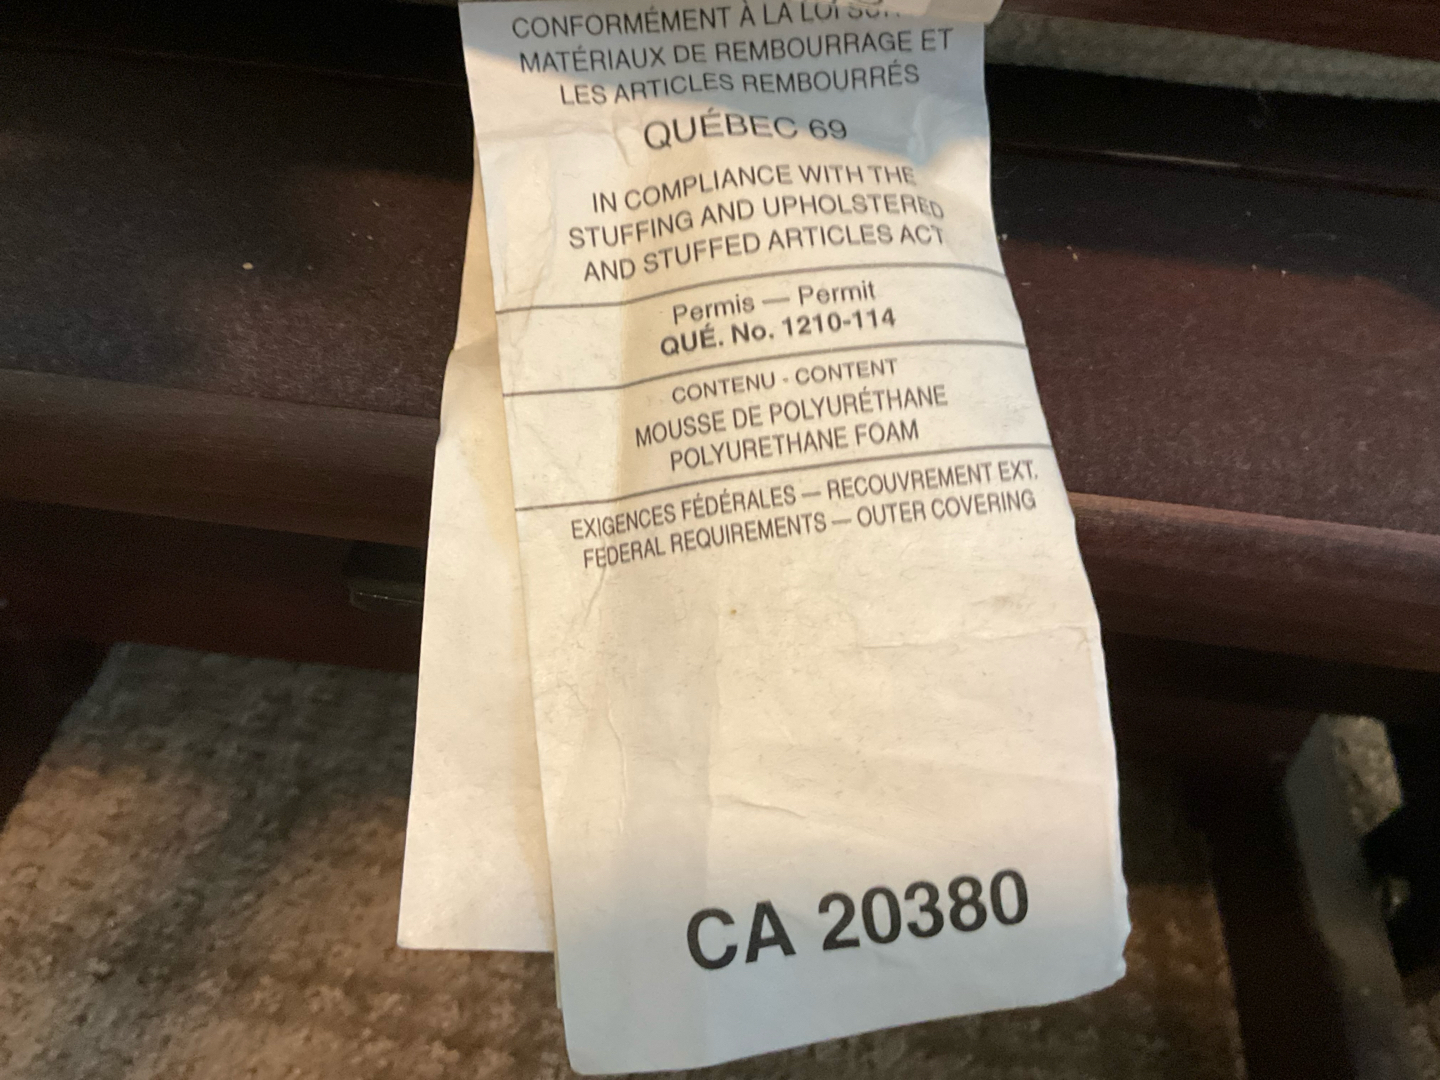 CONFORMÉMENT À LA LOI SUR
MATÉRIAUX DE REMBOURRAGE ET
LES ARTICLES REMBOURRÉS
QUÉBEC 69
IN COMPLIANCE WITH THE
STUFFING AND UPHOLSTERED
AND STUFFED ARTICLES ACT
Permis — Permit
QUÉ. No. 1210-114
CONTENU - CONTENT
MOUSSE DE POLYURÉTHANE
POLYURETHANE FOAM
EXIGENCES FÉDÉRALES — RECOUVREMENT EXT.
FEDERAL REQUIREMENTS — OUTER COVERING
CA 20380